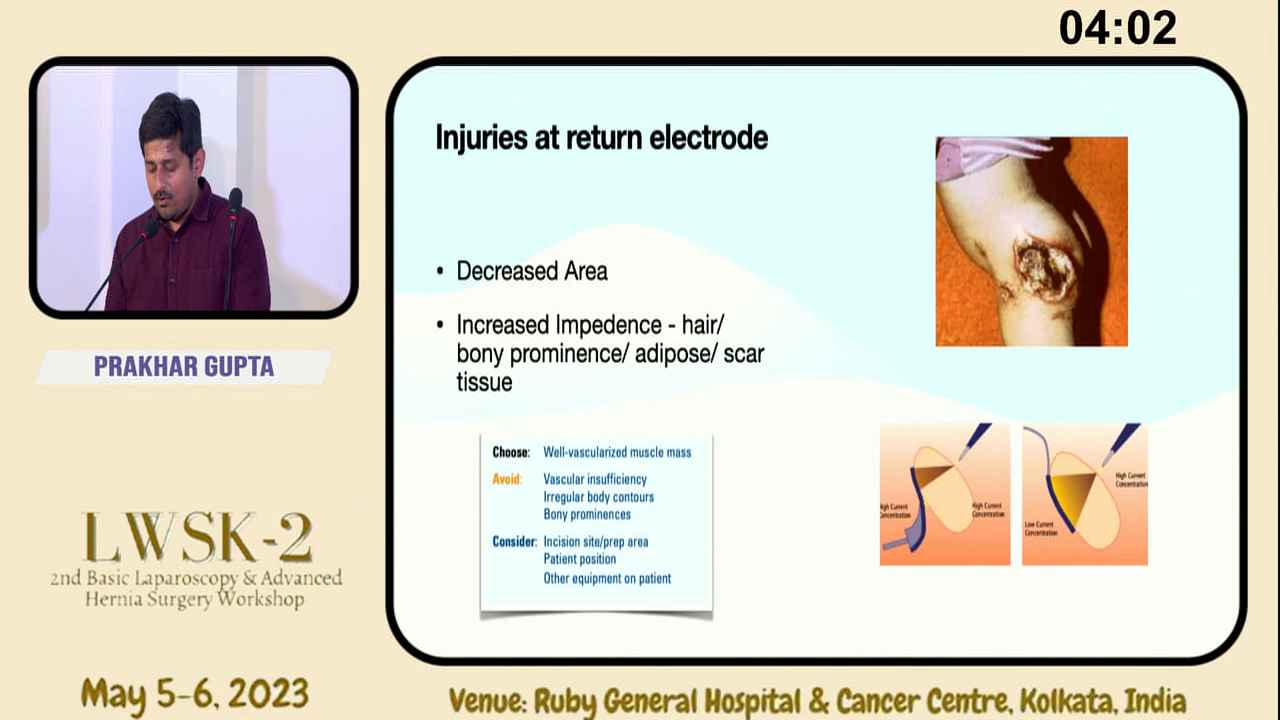 04:02
Injuries at return electrode
• Decreased Area
• Increased Impedence - hair/
bony prominence/ adipose/ scar
tissue
Choose: Well-vascularized muscle mass
Avoid: Vascular insufficiency
Irregular body contours
Bony prominences
Consider: Incision site/prep area
Patient position
Other equipment on patient
High Current
Concentration
High Current
Concentration
Low Current
Concentration
High Current
Concentration
PRAKHAR GUPTA
LWSK-2
2nd Basic Laparoscopy & Advanced
Hernia Surgery Workshop
May 5-6, 2023
Venue: Ruby General Hospital & Cancer Centre, Kolkata, India